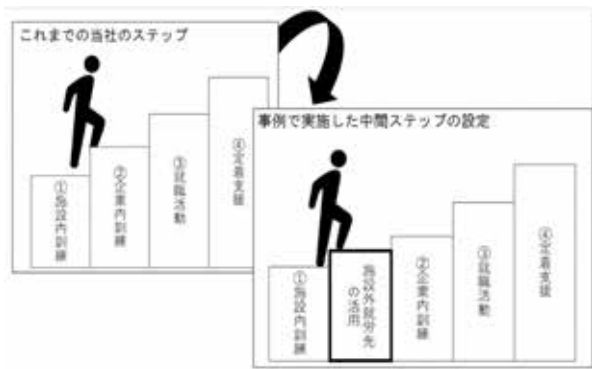 これまでの当社のステップ
①施設内訓練
②企業内訓練
③就職活動
④定着支援
事例で実施した中間ステップの設定
①施設内訓練
施設外就労先
の活用
②企業内訓練
③就職活動
④定着支援